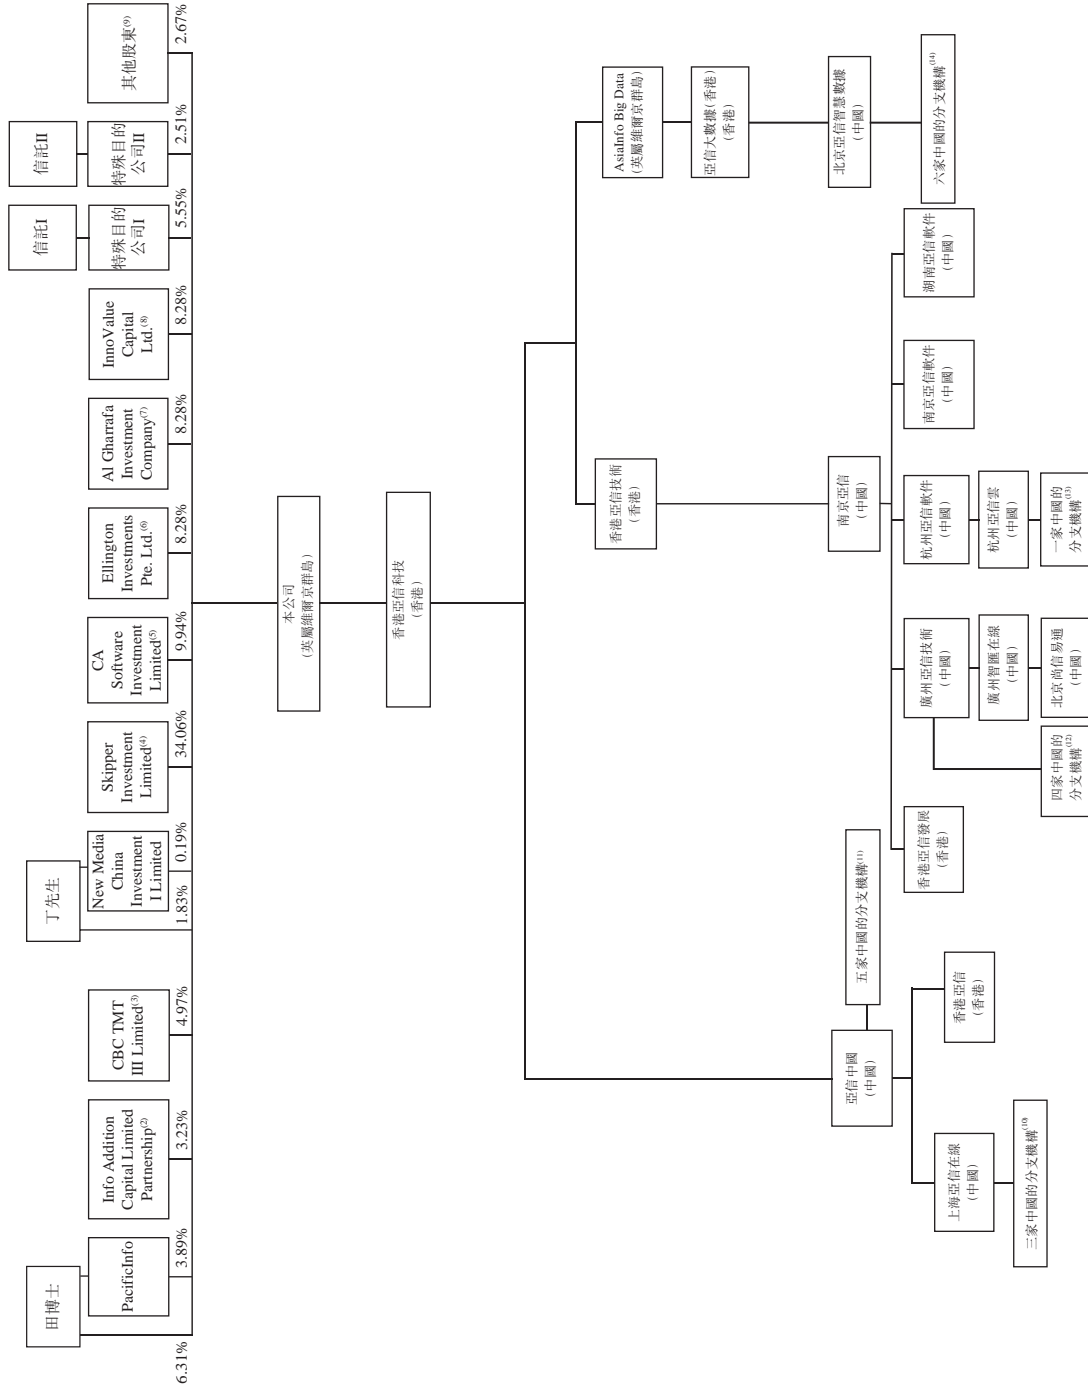 田博士
6.31%
PacificInfo
3.89%
Info Addition
Capital Limited
Partnership(2)
3.23%
CBC TMT
III Limited(3)
4.97%
丁先生
1.83%
New Media
China
Investment
I Limited
0.19%
Skipper
Investment
Limited(4)
34.06%
CA
Software
Investment
Limited(5)
9.94%
Ellington
Investments
Pte. Ltd.(6)
8.28%
Al Gharrafa
Investment
Company(7)
8.28%
InnoValue
Capital
Ltd.(8)
8.28%
信託I
特殊目的
公司I
5.55%
信託II
特殊目的
公司II
2.51%
其他股東(9)
2.67%
本公司
(英屬維爾京群島)
香港亞信科技
(香港)
亞信中國
(中國)
五家中國的分支機構(11)
上海亞信在線
(中國)
三家中國的分支機構(10)
香港亞信
(香港)
香港亞信技術
(香港)
南京亞信
(中國)
香港亞信發展
(香港)
廣州亞信技術
(中國)
四家中國的
分支機構(12)
廣州智匯在線
(中國)
北京尚信易通
(中國)
杭州亞信軟件
(中國)
杭州亞信雲
(中國)
一家中國的
分支機構(13)
南京亞信軟件
(中國)
湖南亞信軟件
(中國)
AsiaInfo Big Data
(英屬維爾京群島)
亞信大數據(香港)
(香港)
北京亞信智慧數據
(中國)
六家中國的分支機構(14)